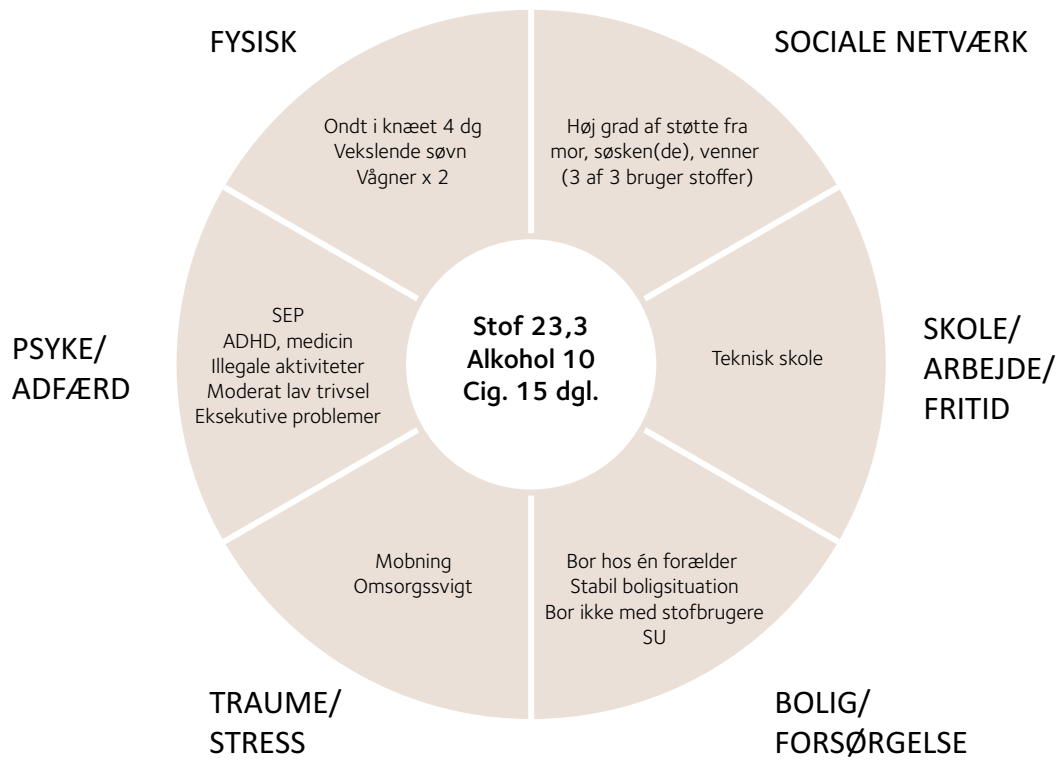 FYSISK
SOCIALE NETVÆRK
Ondt i knæet 4 dg
Vekslende søvn
Vågner x 2
Høj grad af støtte fra
mor, søsken(de), venner
(3 af 3 bruger stoffer)
PSYKE/
ADFÆRD
SEP
ADHD, medicin
Illegale aktiviteter
Moderat lav trivsel
Eksekutive problemer
Stof 23,3
Alkohol 10
Cig. 15 dgl.
Teknisk skole
SKOLE/
ARBEJDE/
FRITID
Mobning
Omsorgssvigt
Bor hos én forælder
Stabil boligsituation
Bor ikke med stofbrugere
SU
TRAUME/
STRESS
BOLIG/
FORSØRGELSE